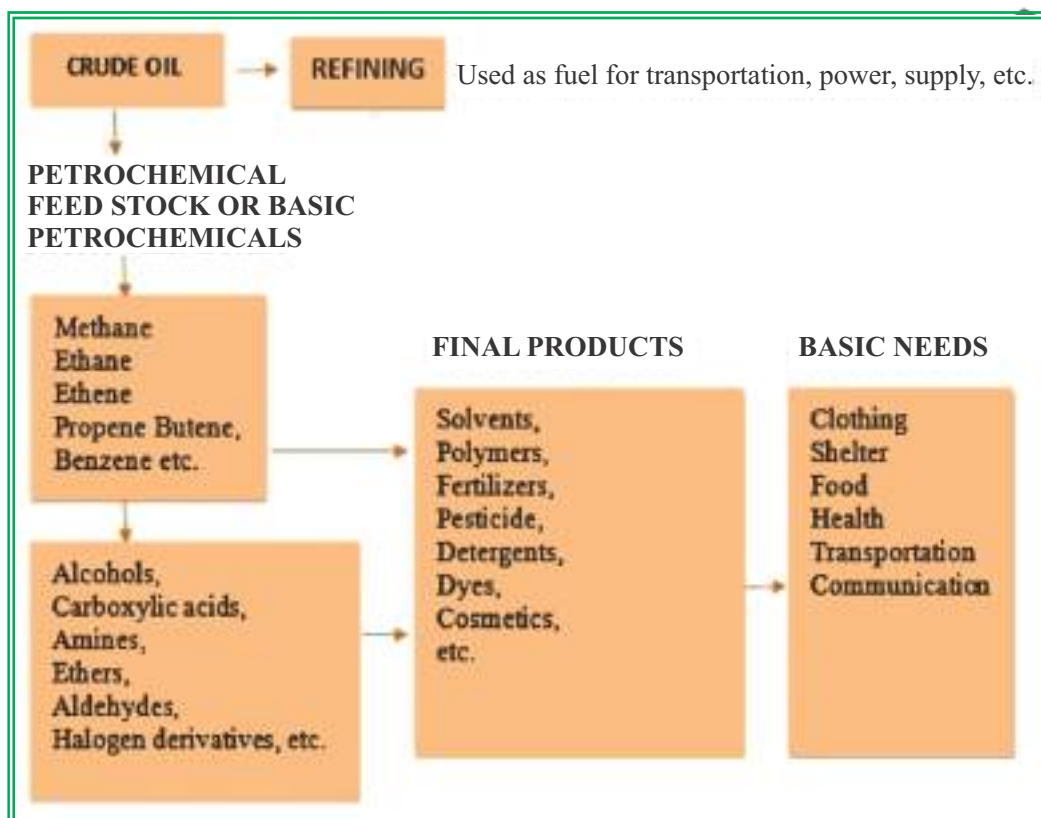 CRUDE OIL
REFINING
Used as fuel for transportation, power, supply, etc.
PETROCHEMICAL
FEED STOCK OR BASIC
PETROCHEMICALS
Methane
Ethane
Ethene
Propene Butene,
Benzene etc.
Alcohols,
Carboxylic acids,
Amines,
Ethers,
Aldehydes,
Halogen derivatives, etc.
FINAL PRODUCTS
Solvents,
Polymers,
Fertilizers,
Pesticide,
Detergents,
Dyes,
Cosmetics,
etc.
BASIC NEEDS
Clothing
Shelter
Food
Health
Transportation
Communication